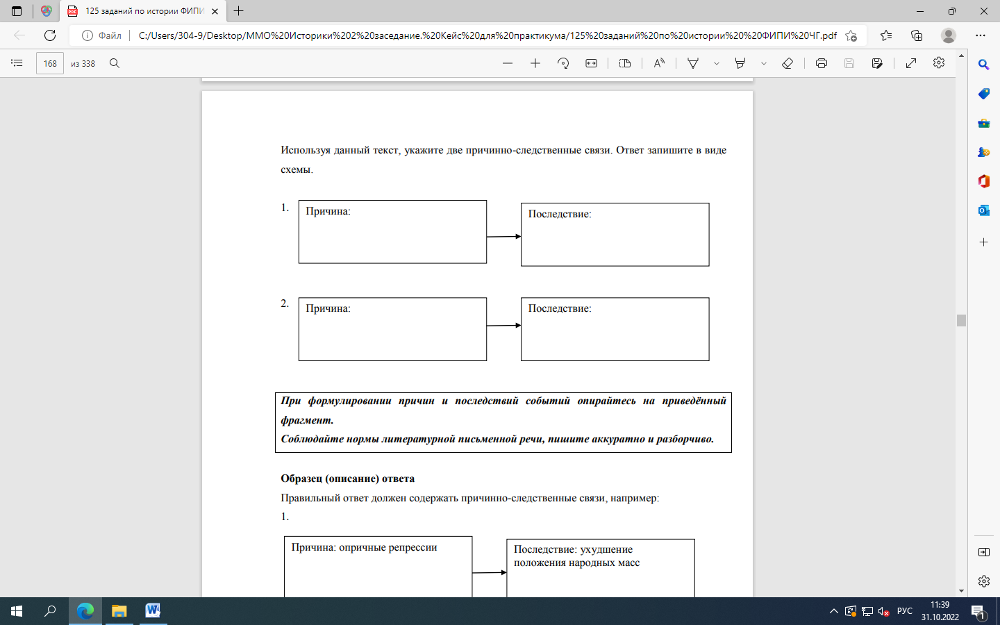 125 заданий по истории ФИПИ
Файл
C:/Users/304-9/Desktop/ММО%20Историки%202%20заседание.%20Кейс%20для%20практикума/125%20заданий%20по%20истории%20%20ФИПИ%20ЧГ.pdf
168
из 338
Используя данный текст, укажите две причинно-следственные связи. Ответ запишите в виде
схемы.
1.
Причина:
Последствие:
2.
Причина:
Последствие:
При формулировании причин и последствий событий опирайтесь на приведённый
фрагмент.
Соблюдайте нормы литературной письменной речи, пишите аккуратно и разборчиво.
Образец (описание) ответа
Правильный ответ должен содержать причинно-следственные связи, например:
1.
Причина: опричные репрессии
Последствие: ухудшение
положения народных масс
РУС
11:39
31.10.2022
1